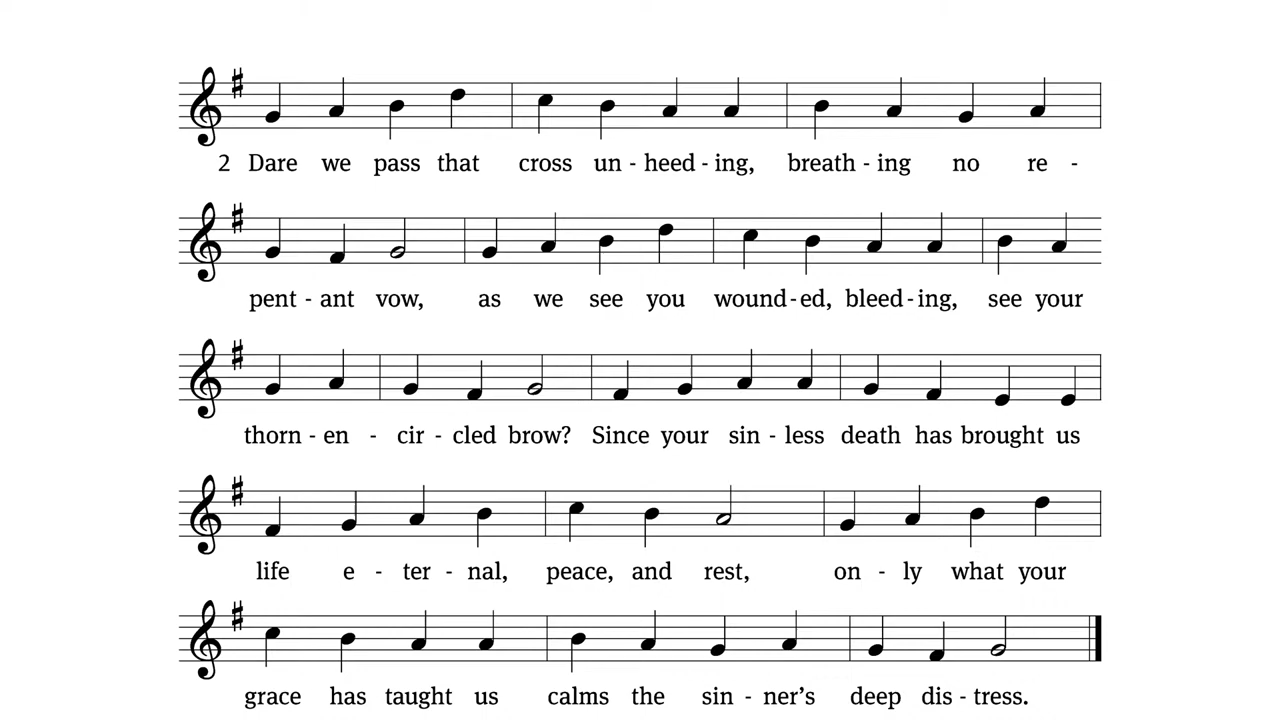 2 Dare we pass that cross un - heed - ing, breath - ing no re -
pent - ant vow, as we see you wound - ed, bleed - ing, see your
thorn - en - cir - cled brow? Since your sin - less death has brought us
life e - ter - nal, peace, and rest, on - ly what your
grace has taught us calms the sin - ner’s deep dis - tress.